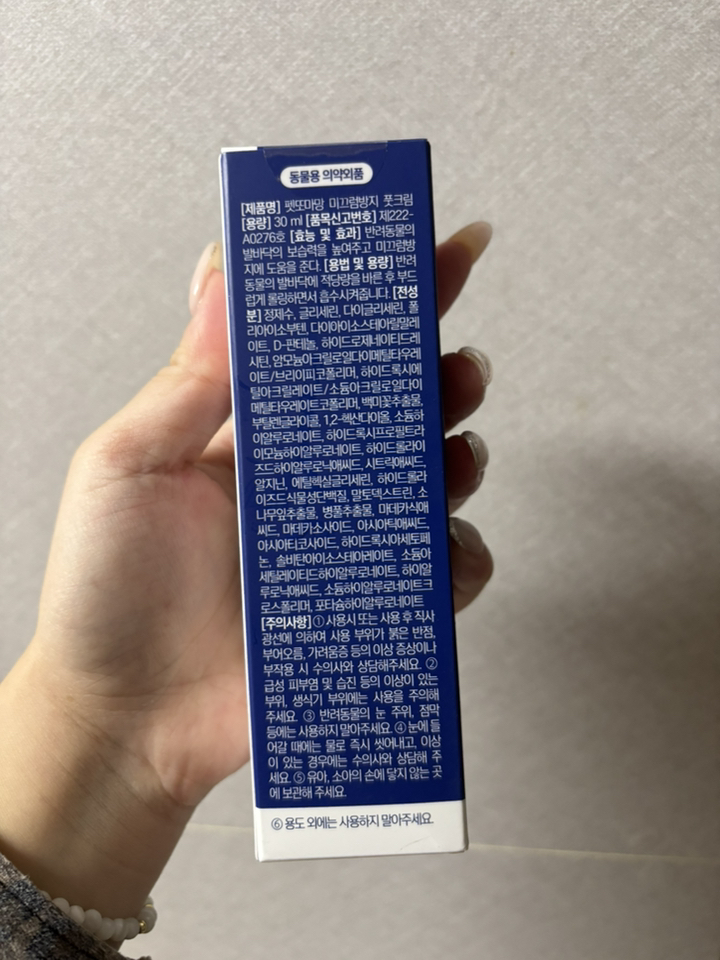 동물용 의약외품
[제품명] 펫또마망 미끄럼방지 풋크림
[용량] 30 ml [품목신고번호] 제222-
A0276호 [효능 및 효과] 반려동물의
발바닥의 보습력을 높여주고 미끄럼방
지에 도움을 준다. [용법 및 용량] 반려
동물의 발바닥에 적당량을 바른 후 부드
럽게 롤링하면서 흡수시켜줍니다. [전성
분] 정제수, 글리세린, 다이글리세린, 폴
리아이소부텐, 다이아이소스테아릴말레
이트, D-판테놀, 하이드로제네이티드레
시틴, 암모늄아크릴로일다이메틸타우레
이트/브이피코폴리머, 하이드록시에
틸아크릴레이트/소듐아크릴로일다이
메틸타우레이트코폴리머, 백미꽃추출물,
부틸렌글라이콜, 1,2-헥산다이올, 소듐하
이알루로네이트, 하이드록시프로필트라
이모늄하이알루로네이트, 하이드롤라이
즈드하이알루로닉애씨드, 시트릭애씨드,
알지닌, 에틸헥실글리세린, 하이드롤라
이즈드식물성단백질, 말토덱스트린, 소
나무잎추출물, 병풀추출물, 마데카식애
씨드, 마데카소사이드, 아시아틱애씨드,
아시아티코사이드, 하이드록시아세토페
논, 솔비탄아이소스테아레이트, 소듐아
세틸레이티드하이알루로네이트, 하이알
루로닉애씨드, 소듐하이알루로네이트크
로스폴리머, 포타슘하이알루로네이트
[주의사항] ① 사용시 또는 사용 후 직사
광선에 의하여 사용 부위가 붉은 반점,
부어오름, 가려움증 등의 이상 증상이나
부작용 시 수의사와 상담해주세요. ②
급성 피부염 및 습진 등의 이상이 있는
부위, 생식기 부위에는 사용을 주의해
주세요. ③ 반려동물의 눈 주위, 점막
등에는 사용하지 말아주세요. ④ 눈에 들
어갈 때에는 물로 즉시 씻어내고, 이상
이 있는 경우에는 수의사와 상담해 주
세요. ⑤ 유아, 소아의 손에 닿지 않는 곳
에 보관해 주세요.
⑥ 용도 외에는 사용하지 말아주세요.